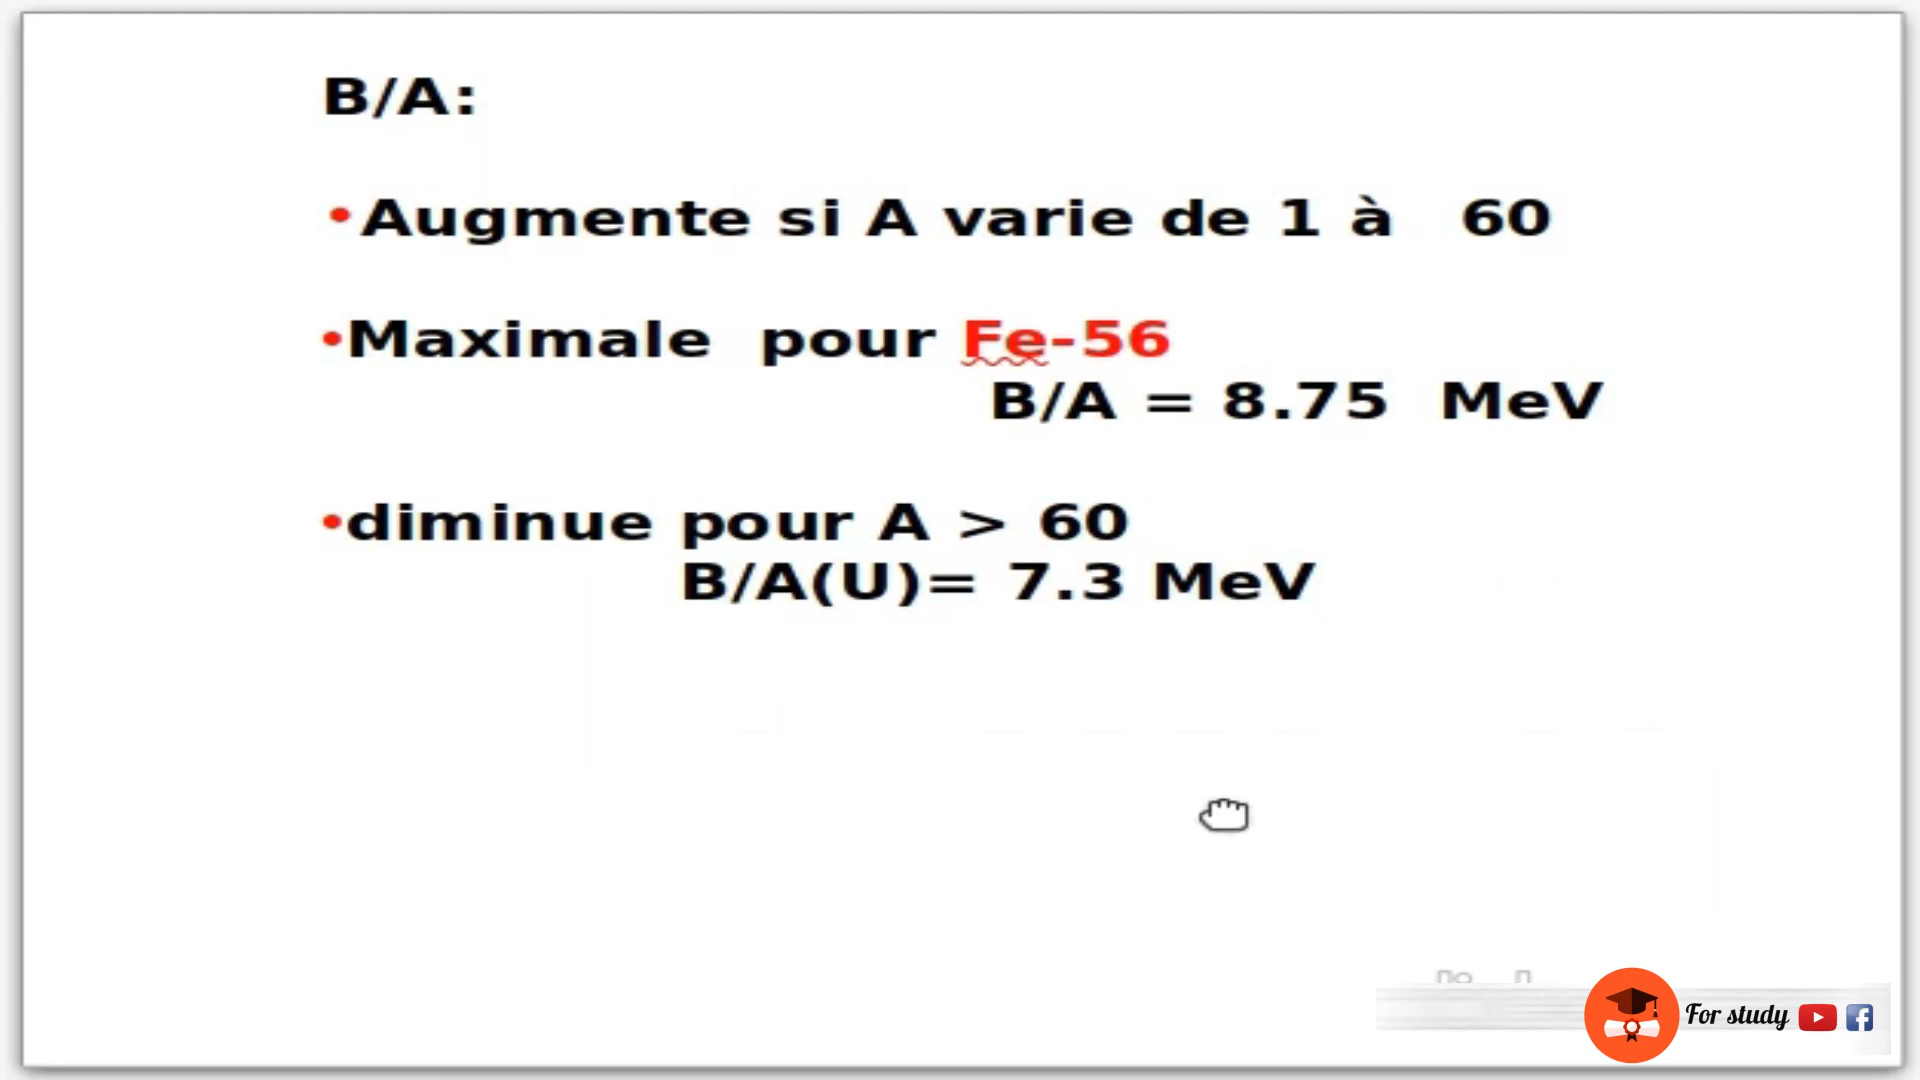 B/A:
•Augmente si A varie de 1 à 60
•Maximale pour Fe-56
B/A = 8.75 MeV
•diminue pour A > 60
B/A(U)= 7.3 MeV
For study